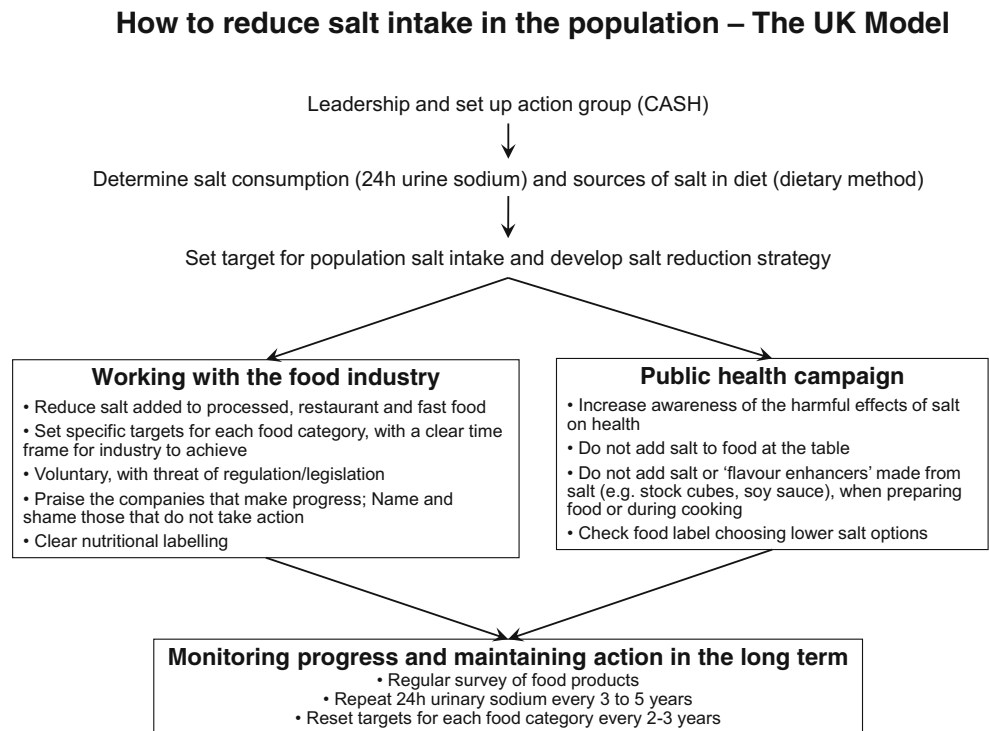 How to reduce salt intake in the population – The UK Model
Leadership and set up action group (CASH)
Determine salt consumption (24h urine sodium) and sources of salt in diet (dietary method)
Set target for population salt intake and develop salt reduction strategy
Working with the food industry
• Reduce salt added to processed, restaurant and fast food
• Set specific targets for each food category, with a clear time
frame for industry to achieve
• Voluntary, with threat of regulation/legislation
• Praise the companies that make progress; Name and
shame those that do not take action
• Clear nutritional labelling
Public health campaign
• Increase awareness of the harmful effects of salt
on health
• Do not add salt to food at the table
• Do not add salt or ‘flavour enhancers’ made from
salt (e.g. stock cubes, soy sauce), when preparing
food or during cooking
• Check food label choosing lower salt options
Monitoring progress and maintaining action in the long term
• Regular survey of food products
• Repeat 24h urinary sodium every 3 to 5 years
• Reset targets for each food category every 2-3 years